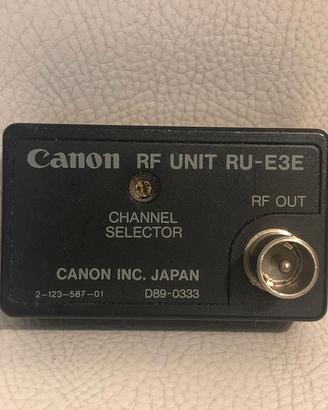 Canon RF UNIT RU-E3E
RF OUT
CHANNEL
SELECTOR
CANON INC. JAPAN
2-123-587-01 D89-0333